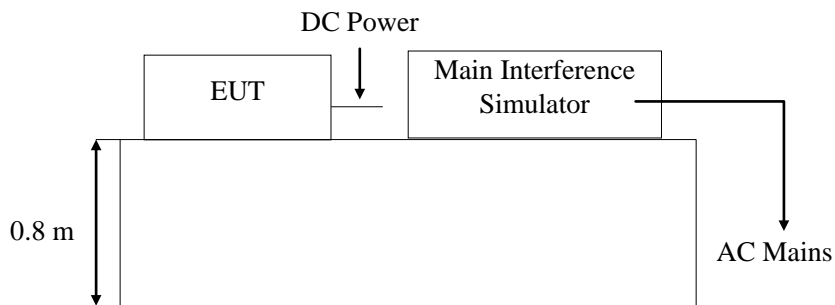 DC Power
EUT
Main Interference
Simulator
0.8 m
AC Mains